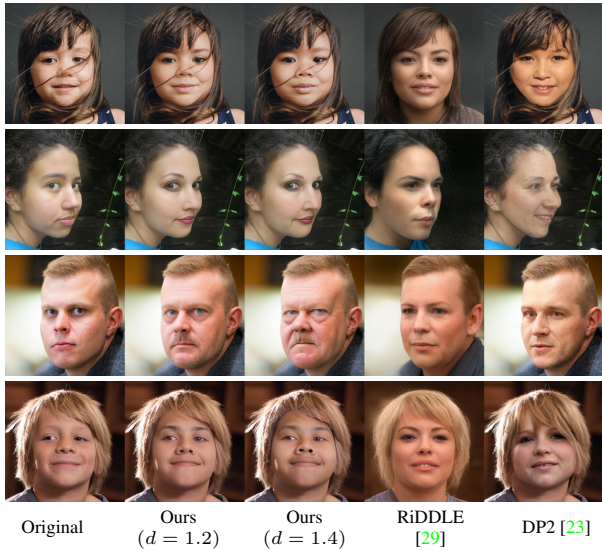 Original
Ours
(d = 1.2)
Ours
(d = 1.4)
RiDDLE
[29]
DP2 [23]